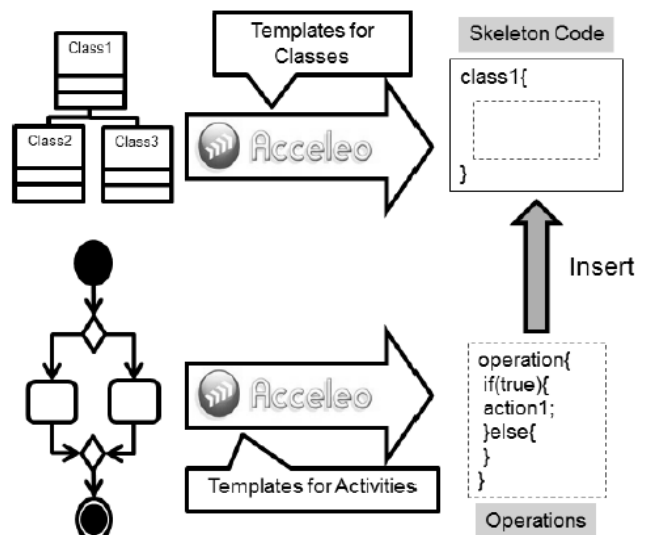 Class1
Class2
Class3
Templates for
Classes
Acceleo
Skeleton Code
class1{
}
Insert
Acceleo
Templates for Activities
operation{
if(true){
action1;
}else{
}
}
Operations